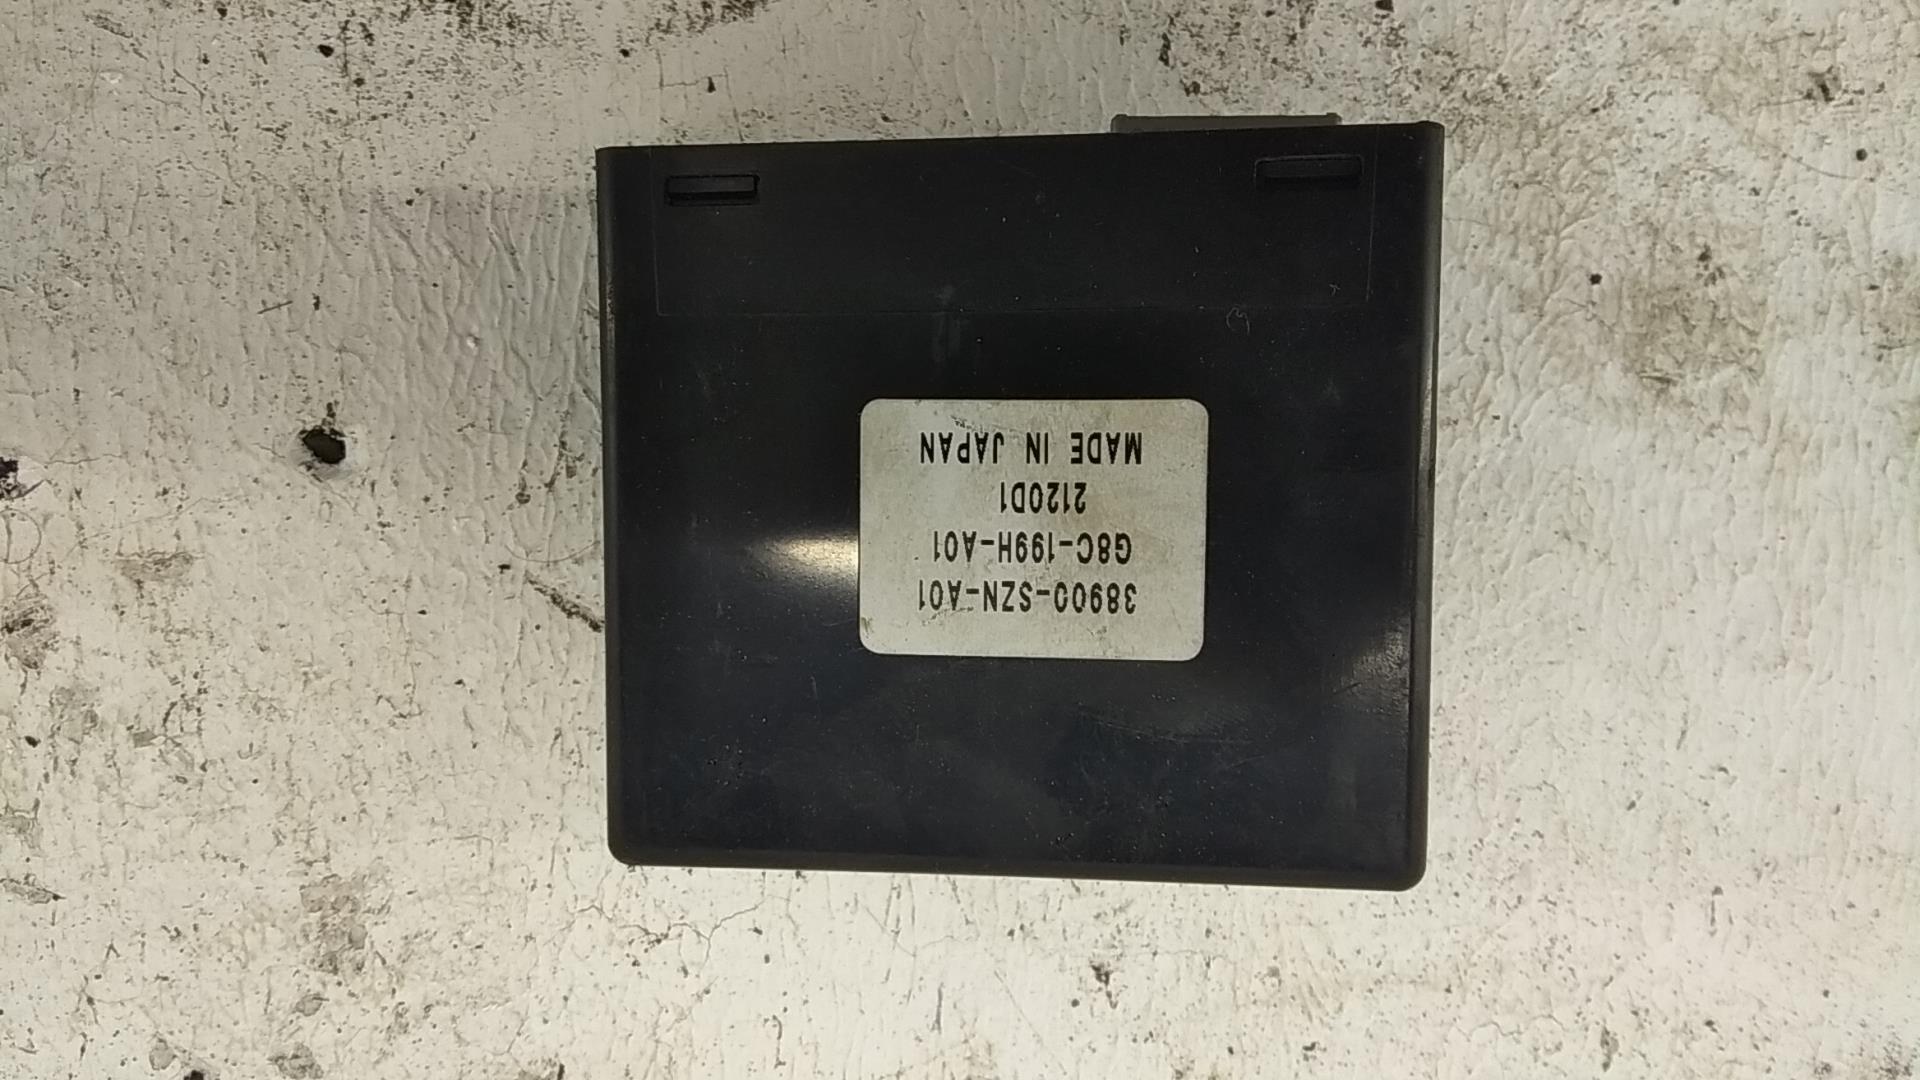 38900-SZN-A01
G8C-199H-A01
2120D1
MADE IN JAPAN